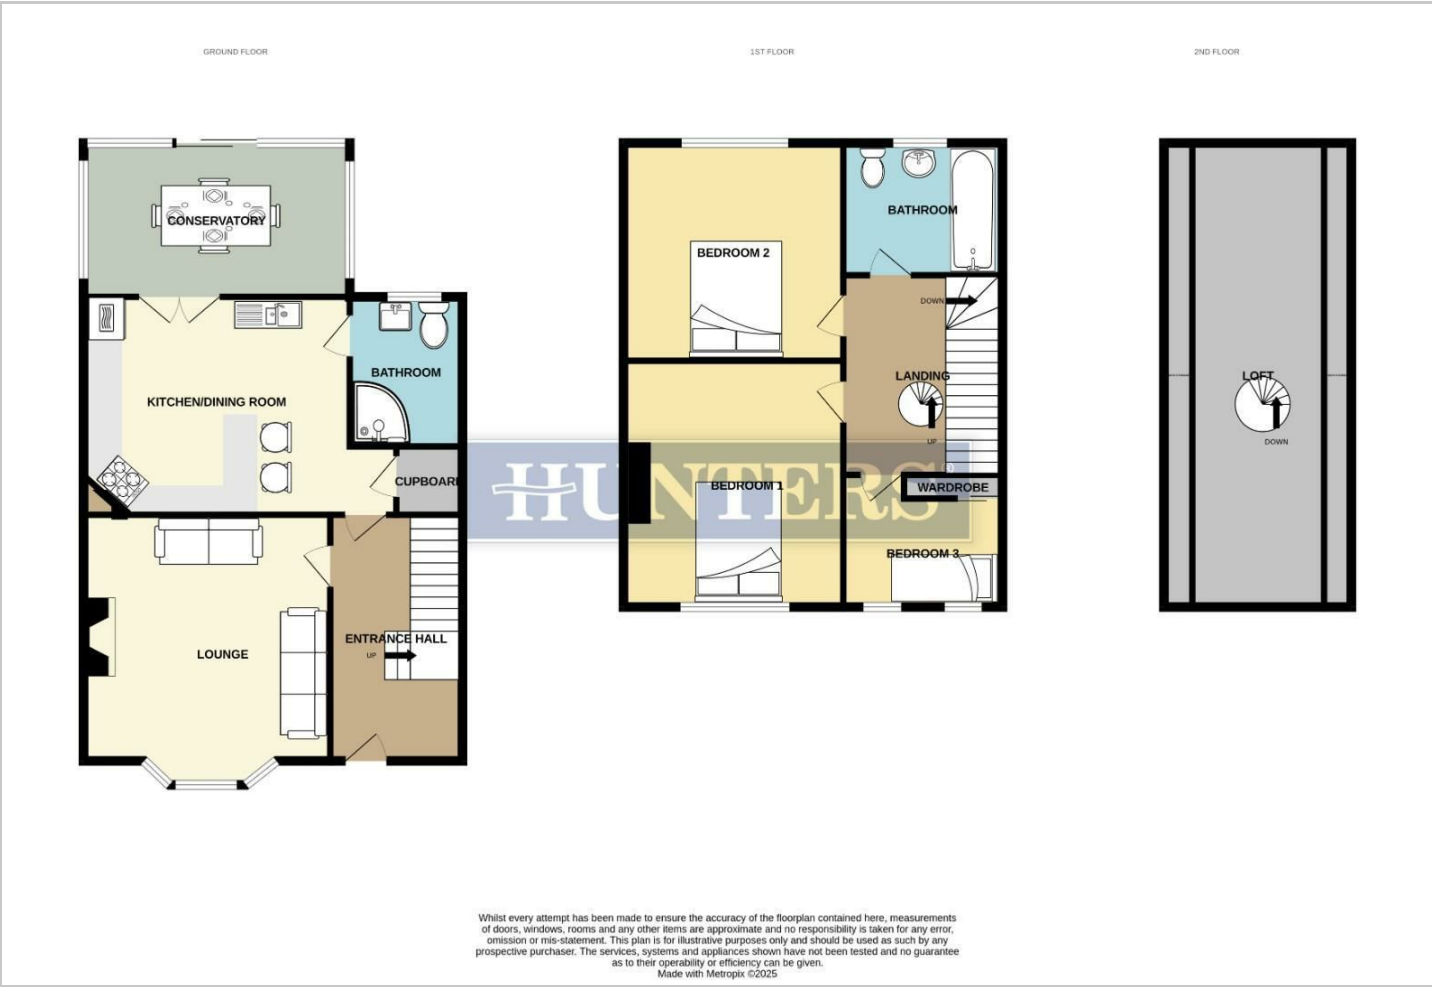 GROUND FLOOR
1ST FLOOR
2ND FLOOR
CONSERVATORY
KITCHEN/DINING ROOM
BATHROOM
CUPBOARD
LOUNGE
ENTRANCE HALL
UP
BEDROOM 2
BATHROOM
DOWN
LANDING
UP
BEDROOM 1
WARDROBE
BEDROOM 3
LOFT
DOWN
HUNTERS®
Whilst every attempt has been made to ensure the accuracy of the floorplan contained here, measurements
of doors, windows, rooms and any other items are approximate and no responsibility is taken for any error,
omission or mis-statement. This plan is for illustrative purposes only and should be used as such by any
prospective purchaser. The services, systems and appliances shown have not been tested and no guarantee
as to their operability or efficiency can be given.
Made with Metropix ©2025